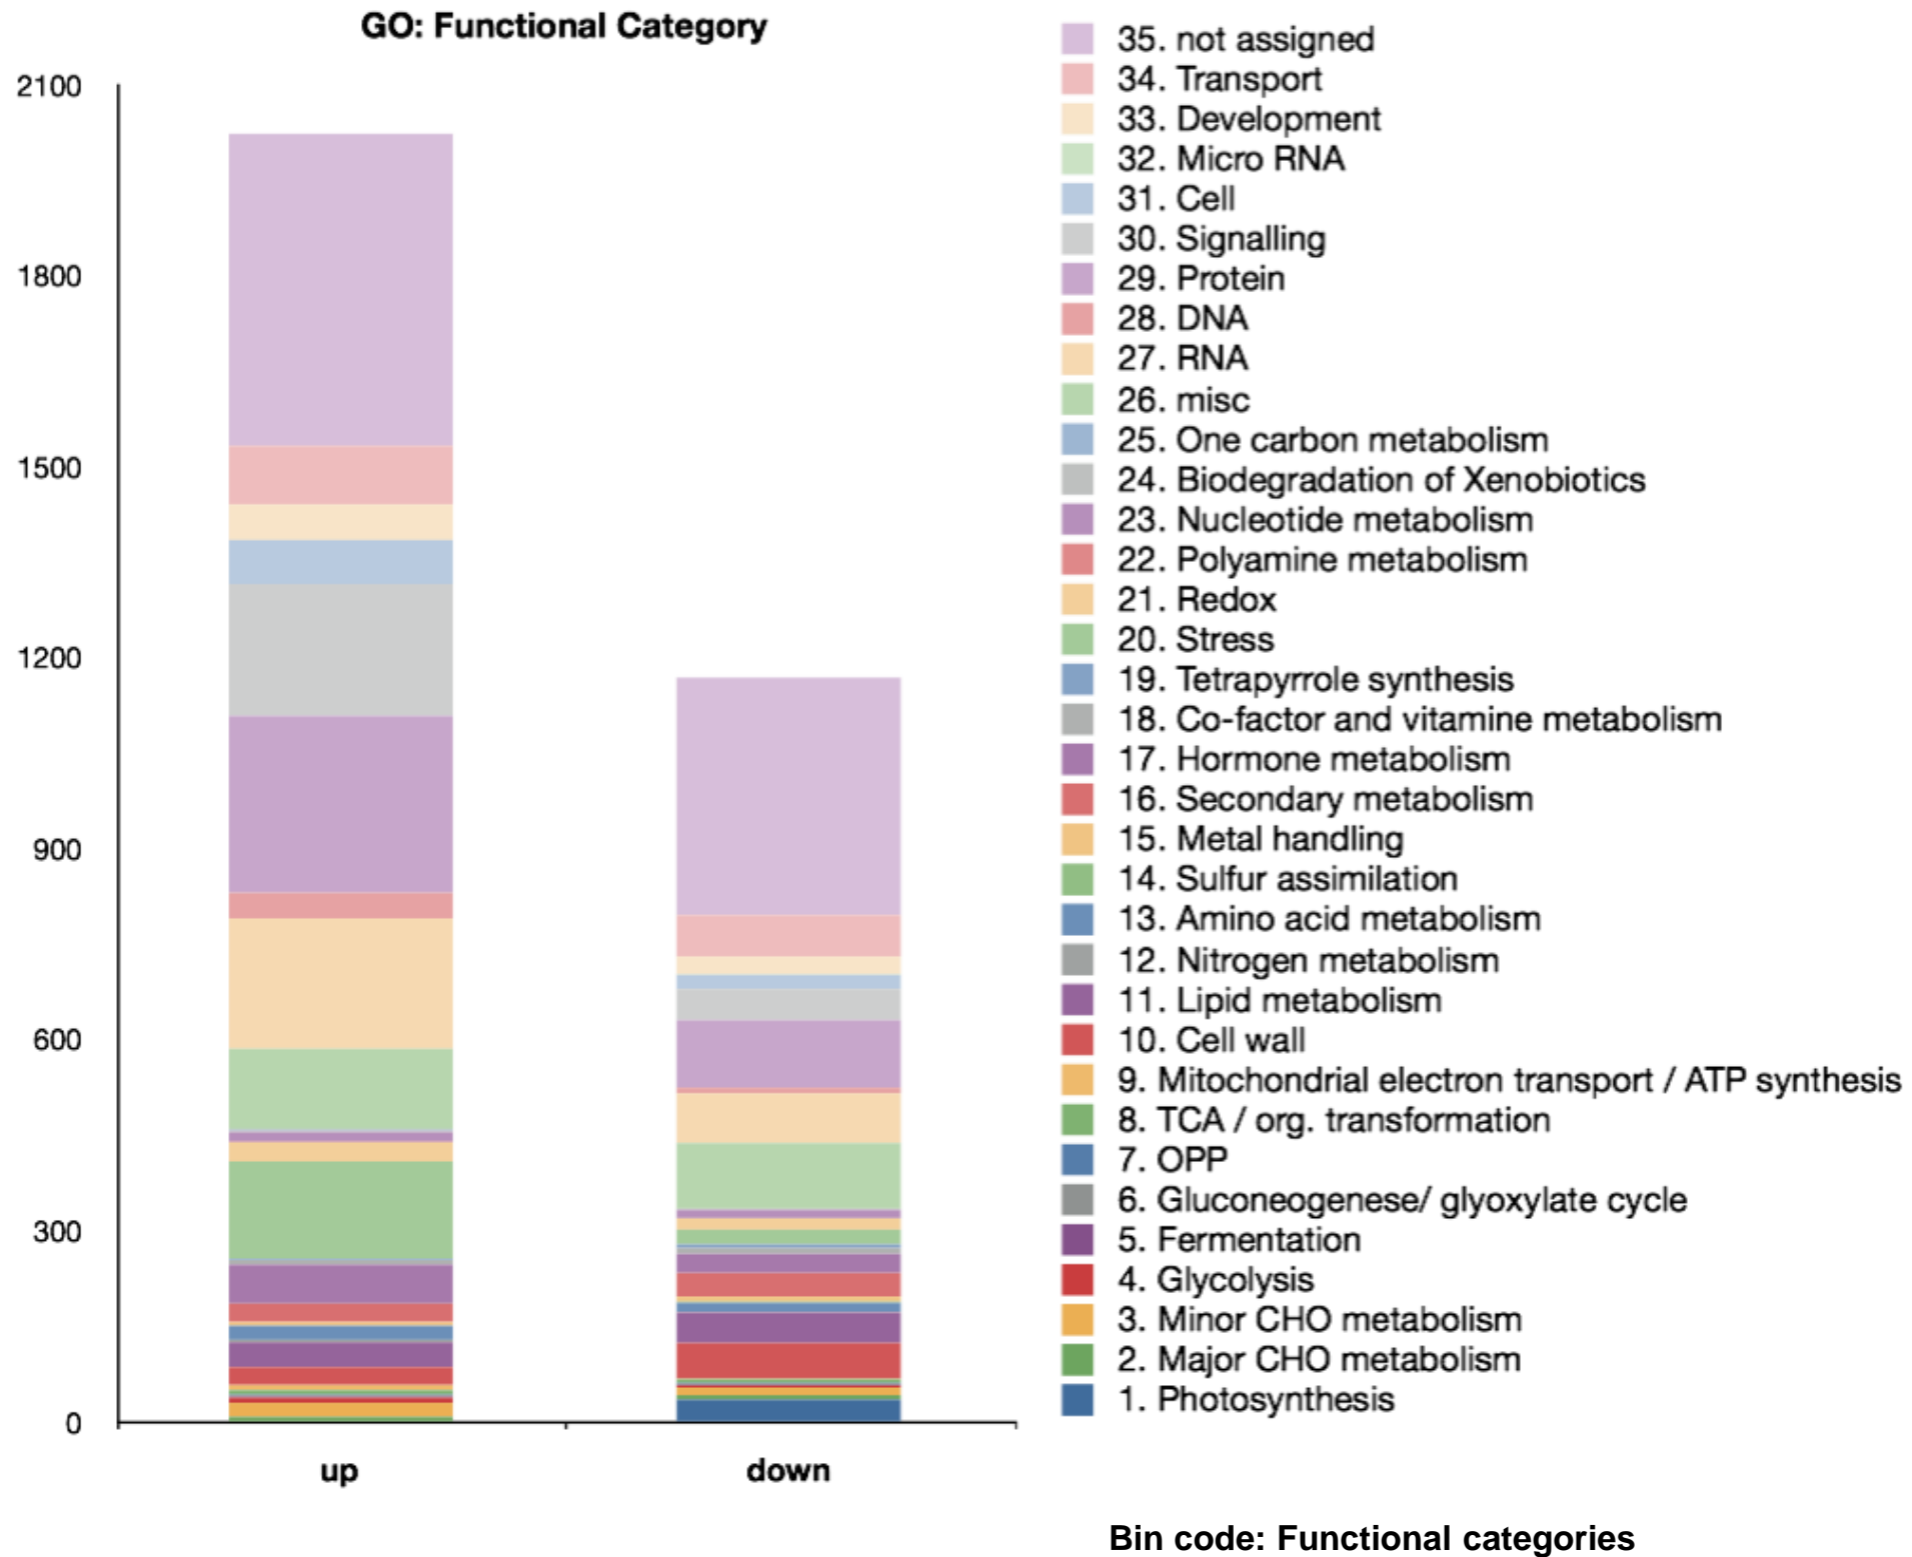 GO: Functional Category
2100
1800
1500
1200
900
600
300
0
up
down
35. not assigned
34. Transport
33. Development
32. Micro RNA
31. Cell
30. Signalling
29. Protein
28. DNA
27. RNA
26. misc
25. One carbon metabolism
24. Biodegradation of Xenobiotics
23. Nucleotide metabolism
22. Polyamine metabolism
21. Redox
20. Stress
19. Tetrapyrrole synthesis
18. Co-factor and vitamine metabolism
17. Hormone metabolism
16. Secondary metabolism
15. Metal handling
14. Sulfur assimilation
13. Amino acid metabolism
12. Nitrogen metabolism
11. Lipid metabolism
10. Cell wall
9. Mitochondrial electron transport / ATP synthesis
8. TCA / org. transformation
7. OPP
6. Gluconeogenese/ glyoxylate cycle
5. Fermentation
4. Glycolysis
3. Minor CHO metabolism
2. Major CHO metabolism
1. Photosynthesis
Bin code: Functional categories